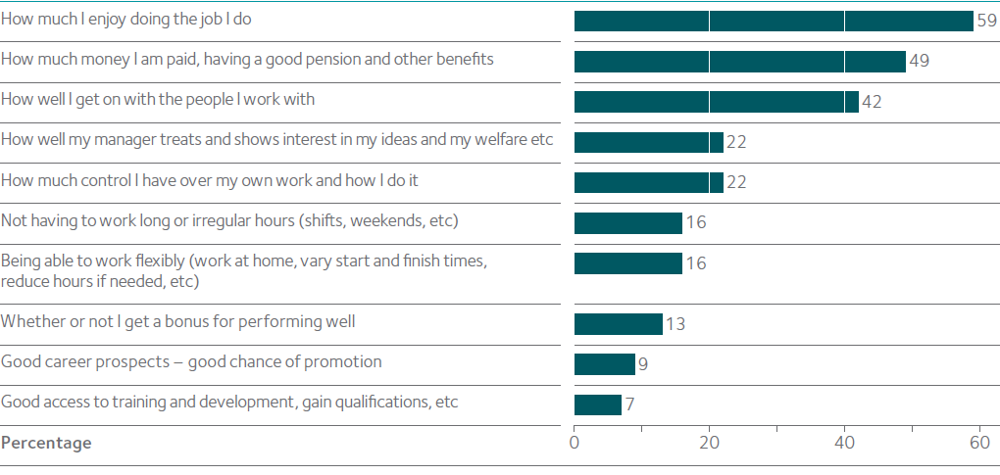 How much I enjoy doing the job I do 59
How much money I am paid, having a good pension and other benefits 49
How well I get on with the people I work with 42
How well my manager treats and shows interest in my ideas and my welfare etc 22
How much control I have over my own work and how I do it 22
Not having to work long or irregular hours (shifts, weekends, etc) 16
Being able to work flexibly (work at home, vary start and finish times, 16
reduce hours if needed, etc)
Whether or not I get a bonus for performing well 13
Good career prospects – good chance of promotion 9
Good access to training and development, gain qualifications, etc 7
Percentage 0 20 40 60